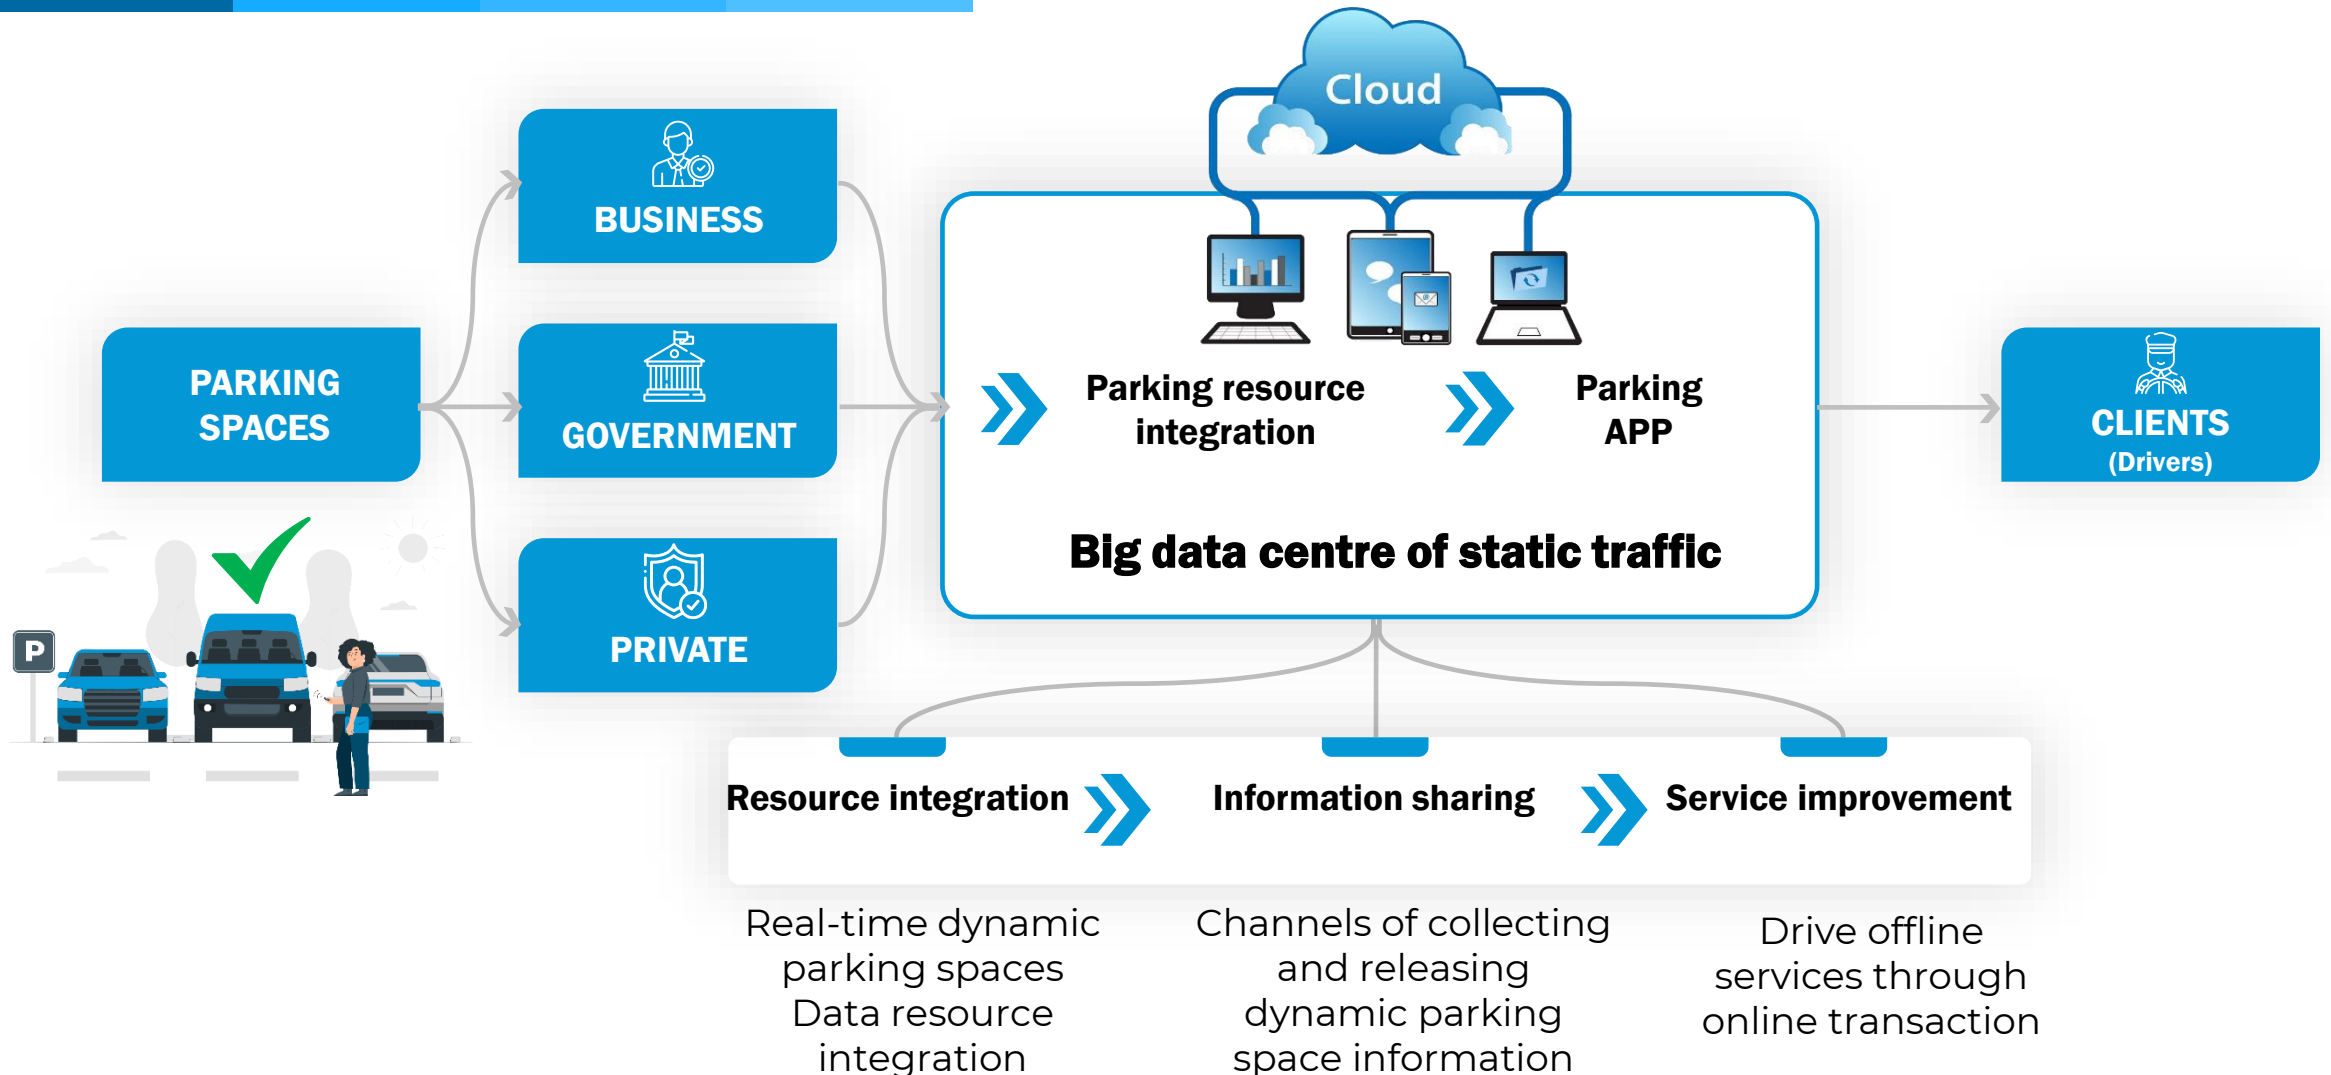 Cloud
BUSINESS
PARKING
SPACES
GOVERNMENT
PRIVATE
P
Parking resource
integration
Parking
APP
Big data centre of static traffic
CLIENTS
(Drivers)
Resource integration
Information sharing
Service improvement
Real-time dynamic
parking spaces
Data resource
integration
Channels of collecting
and releasing
dynamic parking
space information
Drive offline
services through
online transaction